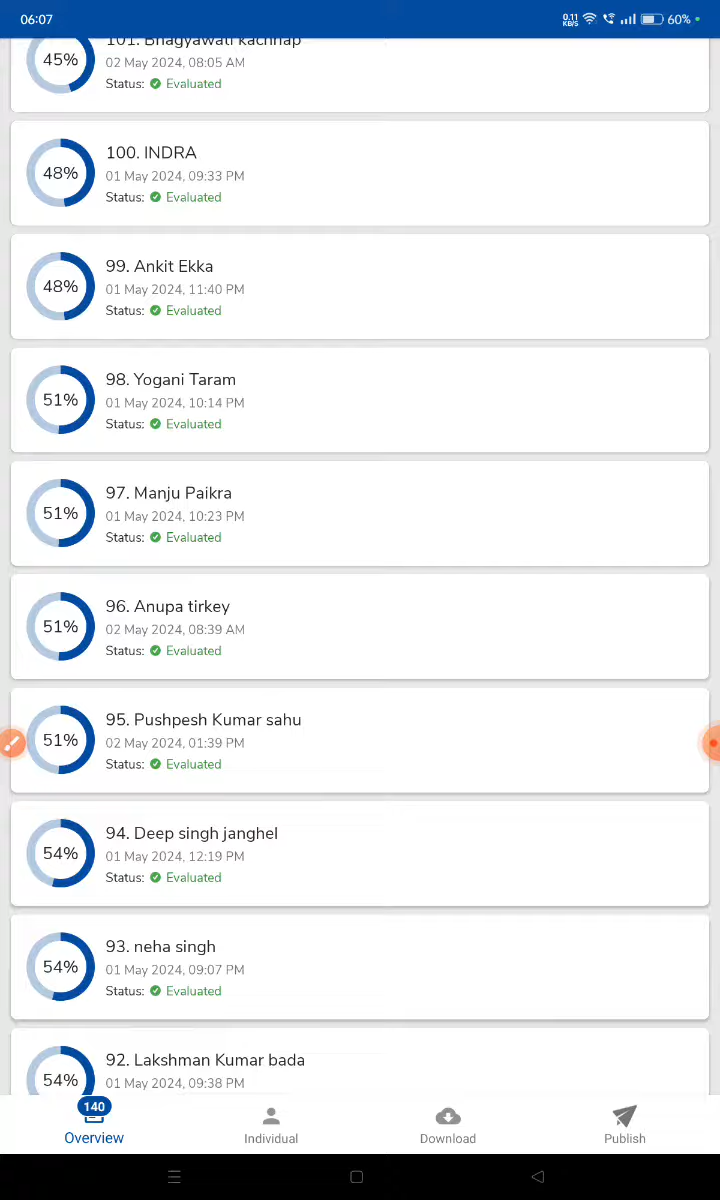 06:07
0.11 KB/S
60%
101. Bhagyawati kachhap
45%
02 May 2024, 08:05 AM
Status: Evaluated
100. INDRA
48%
01 May 2024, 09:33 PM
Status: Evaluated
99. Ankit Ekka
48%
01 May 2024, 11:40 PM
Status: Evaluated
98. Yogani Taram
51%
01 May 2024, 10:14 PM
Status: Evaluated
97. Manju Paikra
51%
01 May 2024, 10:23 PM
Status: Evaluated
96. Anupa tirkey
51%
02 May 2024, 08:39 AM
Status: Evaluated
95. Pushpesh Kumar sahu
51%
02 May 2024, 01:39 PM
Status: Evaluated
94. Deep singh janghel
54%
01 May 2024, 12:19 PM
Status: Evaluated
93. neha singh
54%
01 May 2024, 09:07 PM
Status: Evaluated
92. Lakshman Kumar bada
54%
01 May 2024, 09:38 PM
140
Overview
Individual
Download
Publish